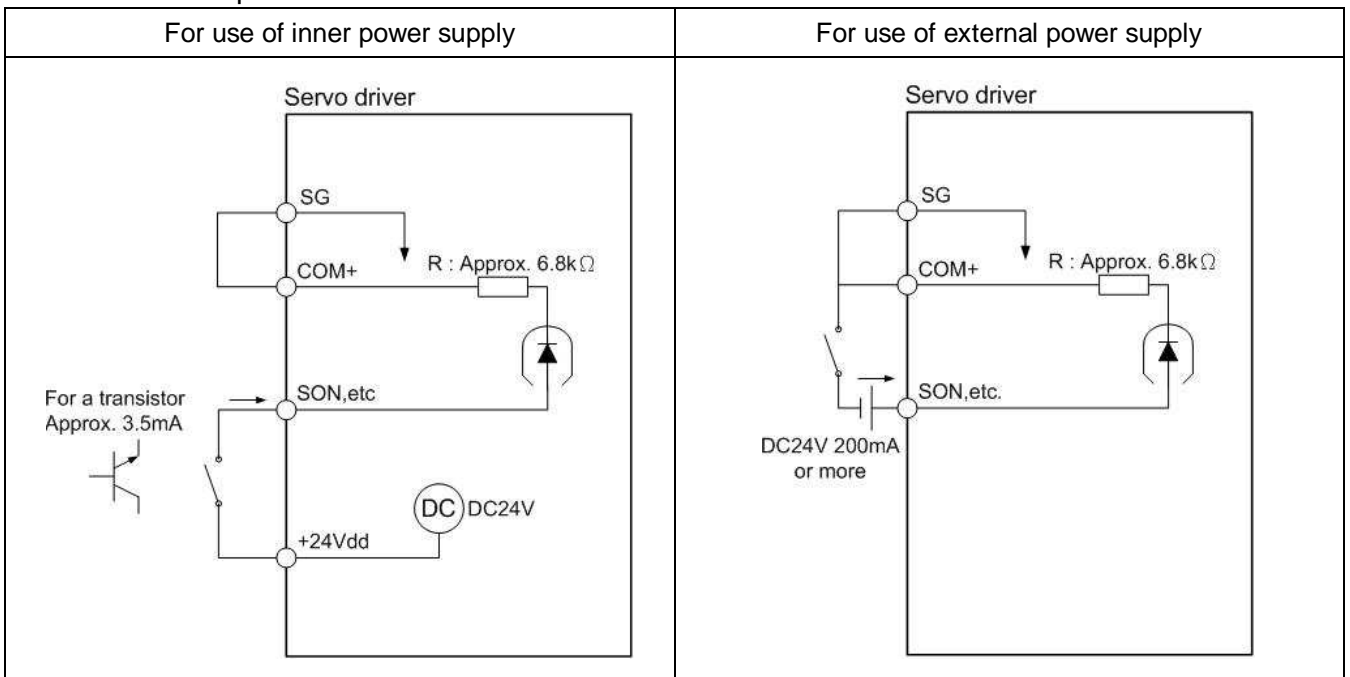 For use of inner power supply
For use of external power supply
Servo driver
SG
COM+
R : Approx. 6.8kΩ
For a transistor
Approx. 3.5mA
SON,etc
DC
DC24V
+24Vdd
Servo driver
SG
COM+
R : Approx. 6.8kΩ
SON,etc.
DC24V 200mA
or more